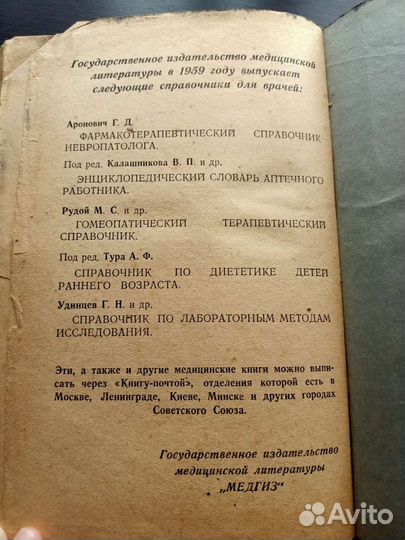 Государственное издательство медицинской
литературы в 1959 году выпускает
следующие справочники для врачей:
Аронович Г. Д.
ФАРМАКОТЕРАПЕВТИЧЕСКИЙ СПРАВОЧНИК
НЕВРОПАТОЛОГА.
Под ред. Калашникова В. П. и др.
ЭНЦИКЛОПЕДИЧЕСКИЙ СЛОВАРЬ АПТЕЧНОГО
РАБОТНИКА.
Рудой М. С. и др.
ГОМЕОПАТИЧЕСКИЙ ТЕРАПЕВТИЧЕСКИЙ
СПРАВОЧНИК.
Под ред. Тура А. Ф.
СПРАВОЧНИК ПО ДИЕТЕТИКЕ ДЕТЕЙ
РАННЕГО ВОЗРАСТА.
Удинцев Г. Н. и др.
СПРАВОЧНИК ПО ЛАБОРАТОРНЫМ МЕТОДАМ
ИССЛЕДОВАНИЯ.
Эти, а также и другие медицинские книги можно выпи-
сать через «Книгу-почтой», отделения которой есть в
Москве, Ленинграде, Киеве, Минске и других городах
Советского Союза.
Государственное издательство
медицинской литературы
„МЕДГИЗ“
Avito